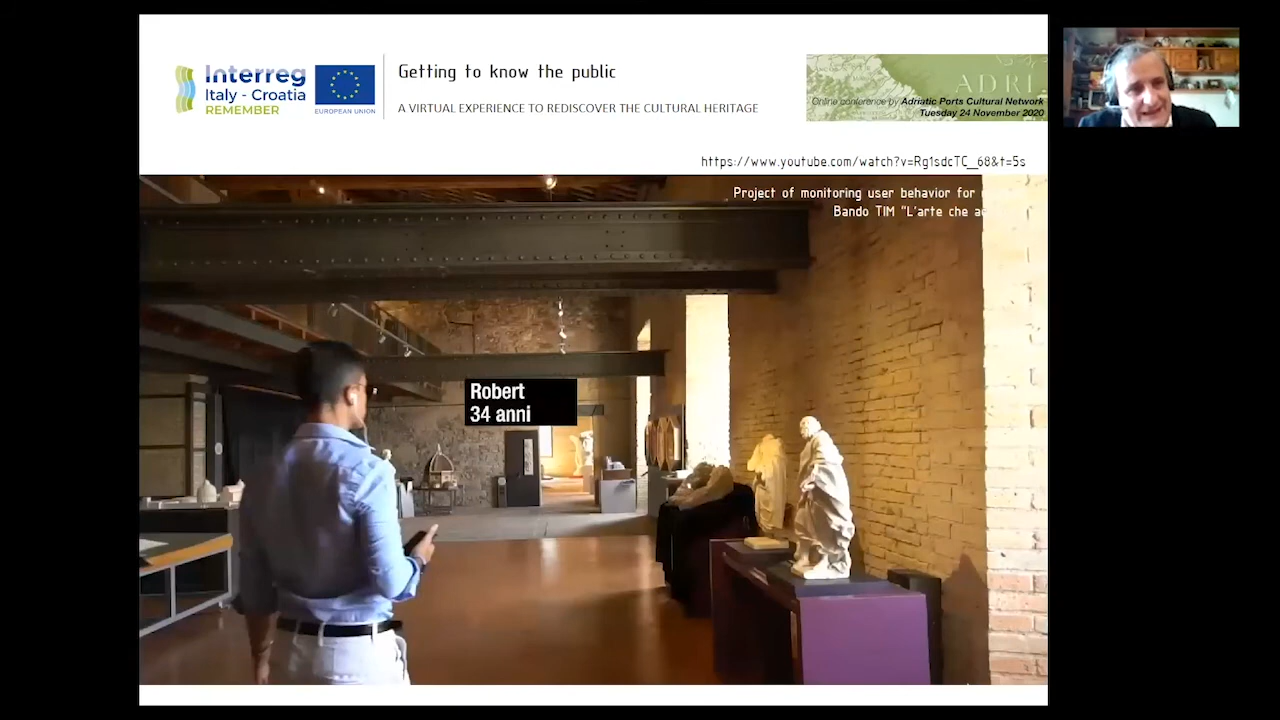 Interreg
Italy - Croatia
REMEMBER
EUROPEAN UNION
Getting to know the public
A VIRTUAL EXPERIENCE TO REDISCOVER THE CULTURAL HERITAGE
ADRI
Online conference by Adriatic Ports Cultural Network
Tuesday 24 November 2020
https://www.youtube.com/watch?v=Rg1sdcTC_68&t=5s
Project of monitoring user behavior for
Bando TIM "L'arte che
Robert
34 anni